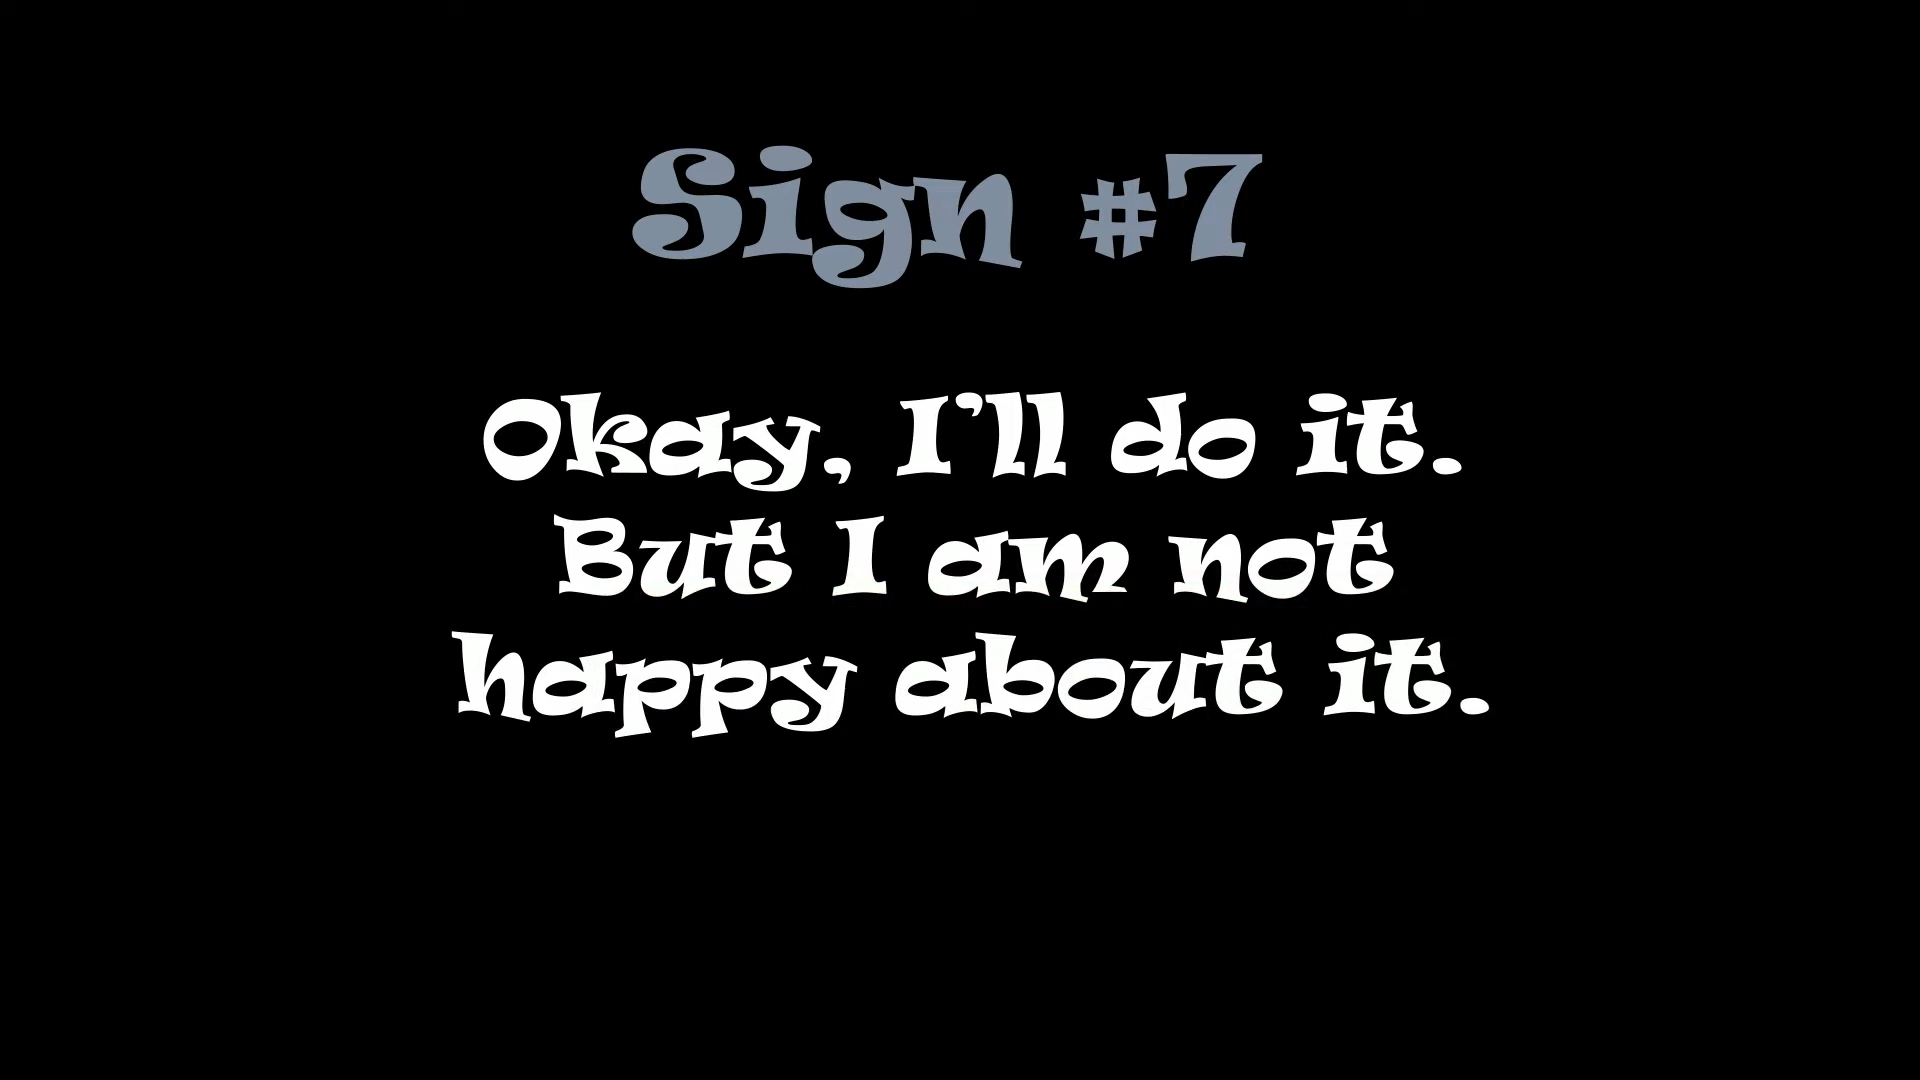 Sign #7
Okay, I’ll do it.
But I am not
happy about it.